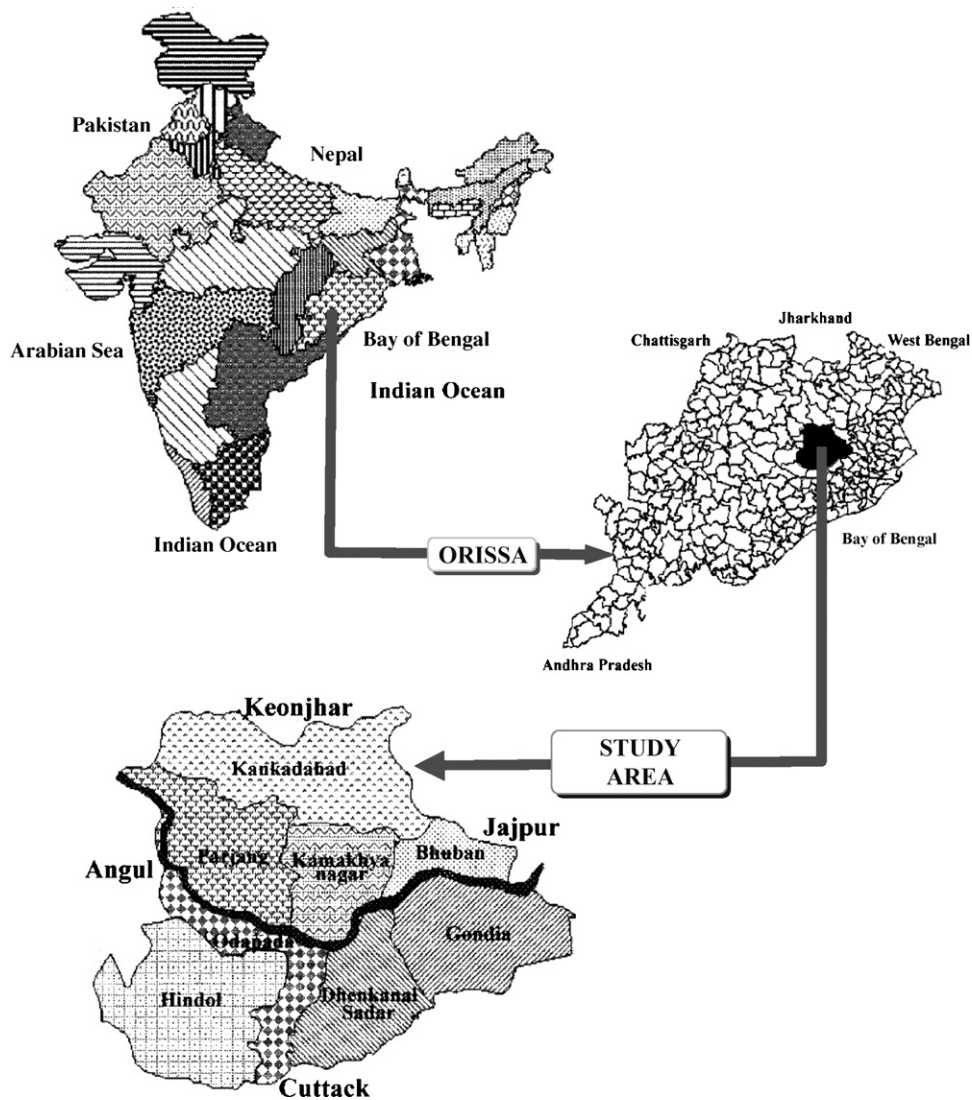 Pakistan
Nepal
Arabian Sea
Bay of Bengal
Indian Ocean
Indian Ocean
ORISSA
Chattisgarh
Jharkhand
West Bengal
Bay of Bengal
Andhra Pradesh
STUDY
AREA
Keonjhar
Kankadahad
Jajpur
Angul
Parjang
Kamakhya
nagar
Bhuban
Odapada
Gondia
Hindol
Dhenkanal
Sadar
Cuttack